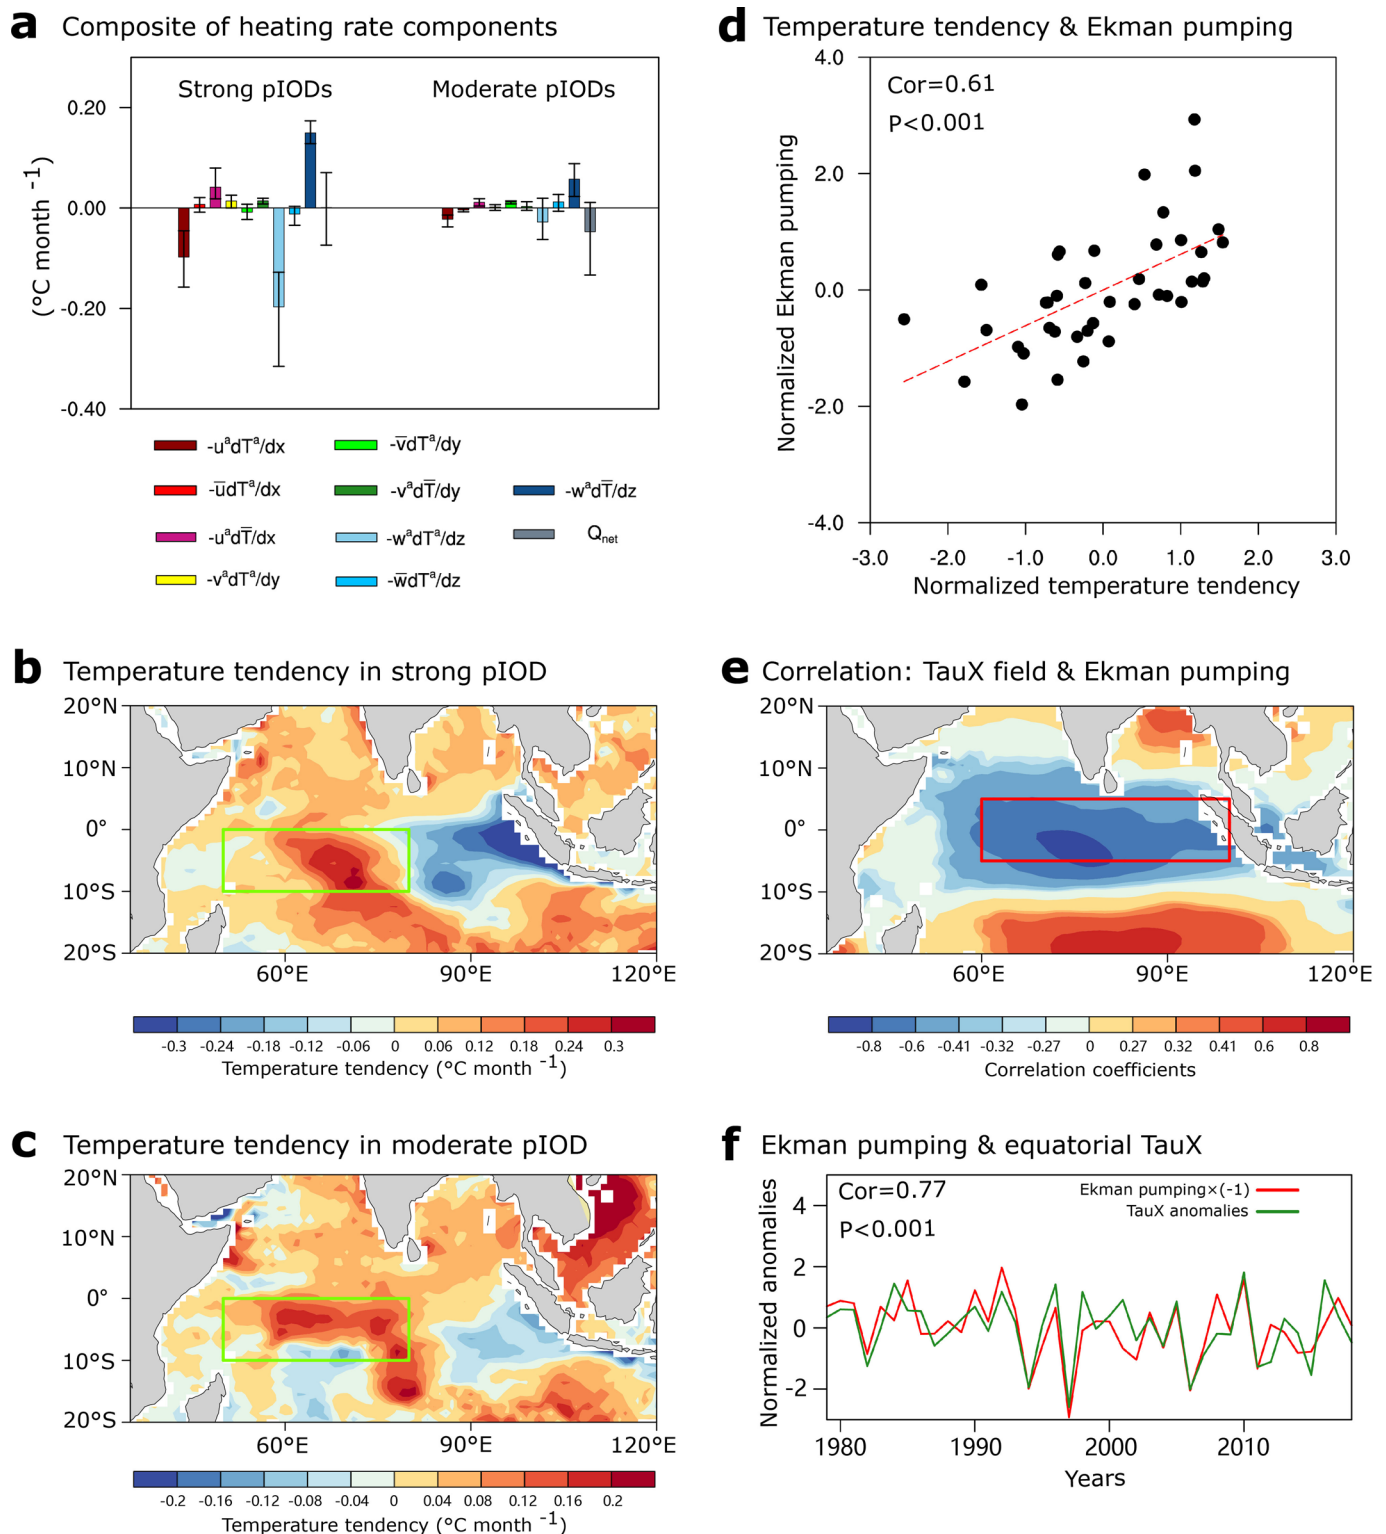 a Composite of heating rate components
Strong pIODs
Moderate pIODs
0.20
0.00
-0.20
-0.40
(°C month -1)
-uᵃdTᵃ/dx
-u̅dTᵃ/dx
-uᵃdT̅/dx
-vᵃdTᵃ/dy
-v̅dTᵃ/dy
-vᵃdT̅/dy
-wᵃdTᵃ/dz
-w̅dTᵃ/dz
-wᵃdT̅/dz
Qnet
d Temperature tendency & Ekman pumping
Cor=0.61
P<0.001
4.0
2.0
0.0
-2.0
-4.0
Normalized Ekman pumping
-3.0 -2.0 -1.0 0.0 1.0 2.0 3.0
Normalized temperature tendency
b Temperature tendency in strong pIOD
20°N
10°N
0°
10°S
20°S
60°E 90°E 120°E
-0.3 -0.24 -0.18 -0.12 -0.06 0 0.06 0.12 0.18 0.24 0.3
Temperature tendency (°C month -1)
e Correlation: TauX field & Ekman pumping
20°N
10°N
0°
10°S
20°S
60°E 90°E 120°E
-0.8 -0.6 -0.41 -0.32 -0.27 0 0.27 0.32 0.41 0.6 0.8
Correlation coefficients
c Temperature tendency in moderate pIOD
20°N
10°N
0°
10°S
20°S
60°E 90°E 120°E
-0.2 -0.16 -0.12 -0.08 -0.04 0 0.04 0.08 0.12 0.16 0.2
Temperature tendency (°C month -1)
f Ekman pumping & equatorial TauX
Cor=0.77
P<0.001
Ekman pumping×(-1)
TauX anomalies
4
2
0
-2
Normalized anomalies
1980 1990 2000 2010
Years